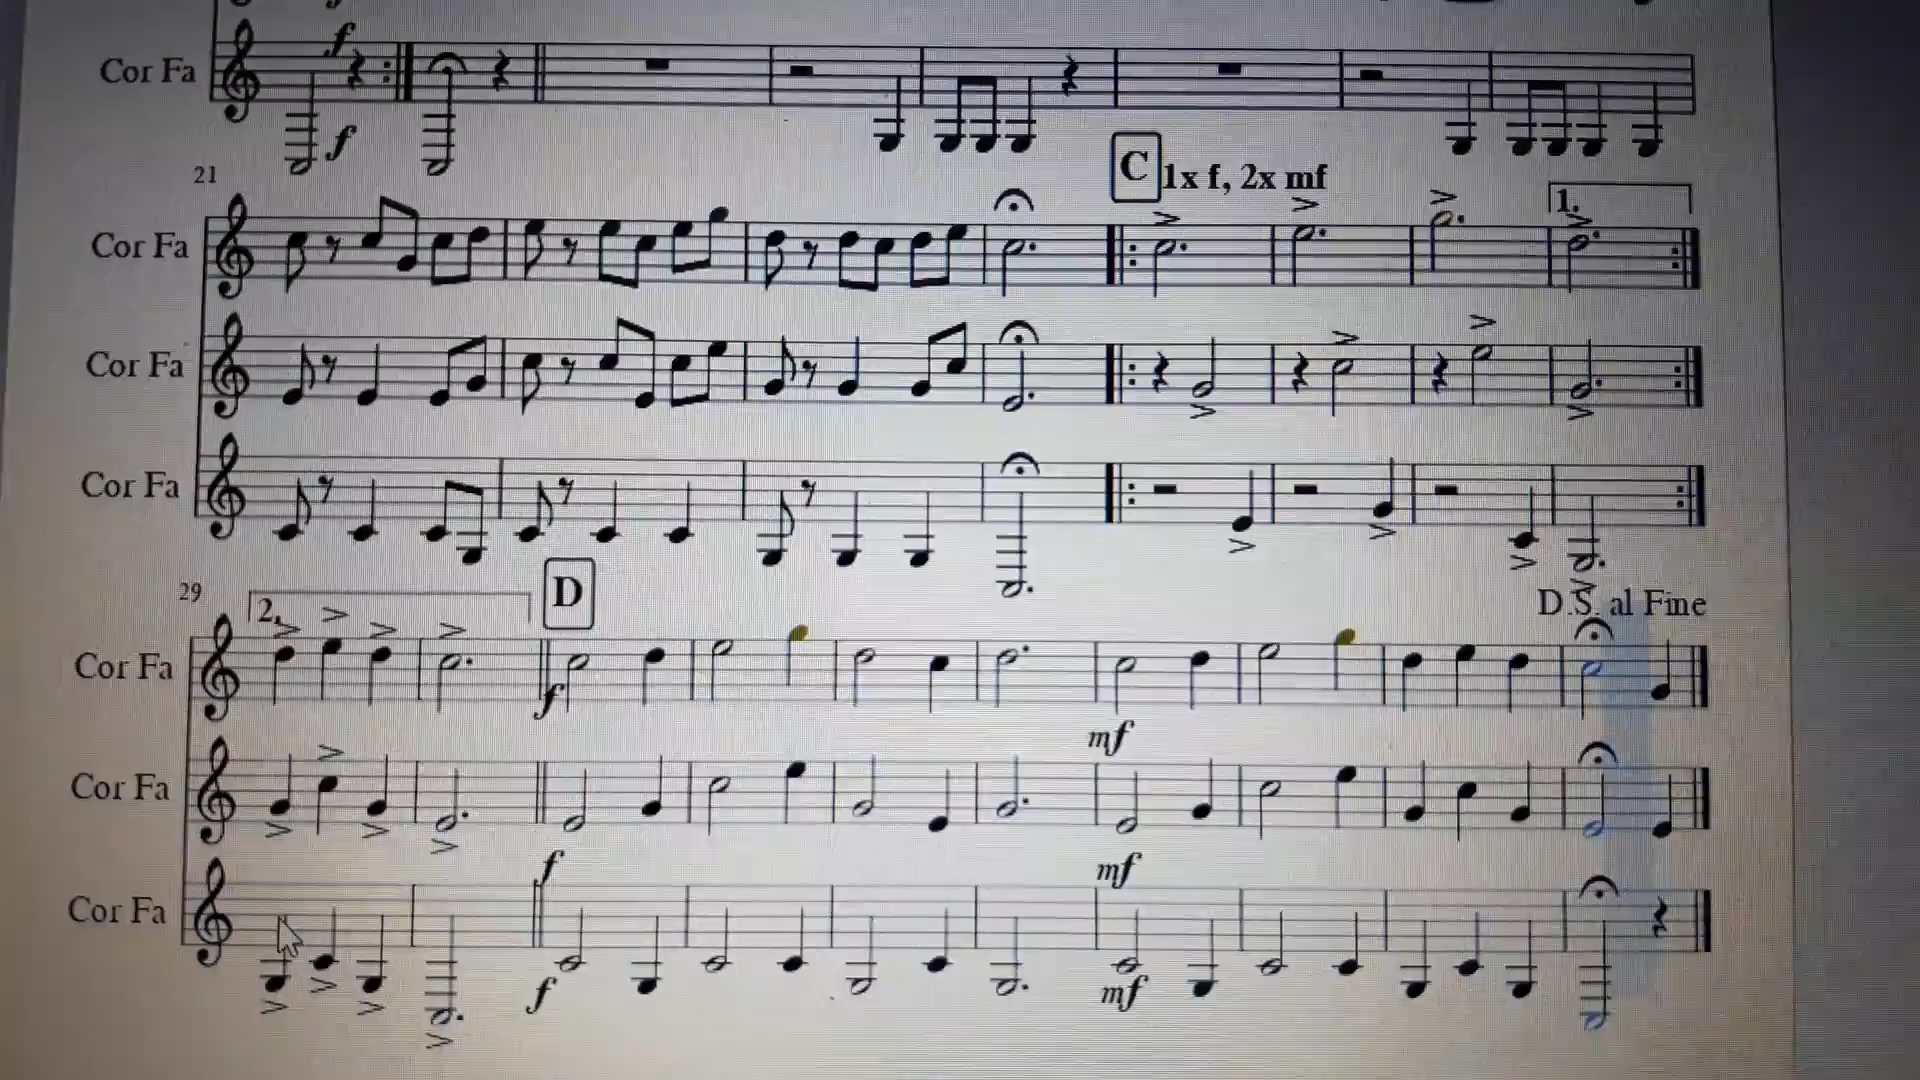 f
Cor Fa
f
21
C 1x f, 2x mf
1.
Cor Fa
Cor Fa
Cor Fa
29
2.
D
D.S. al Fine
Cor Fa
f
mf
Cor Fa
f
mf
Cor Fa
f
mf